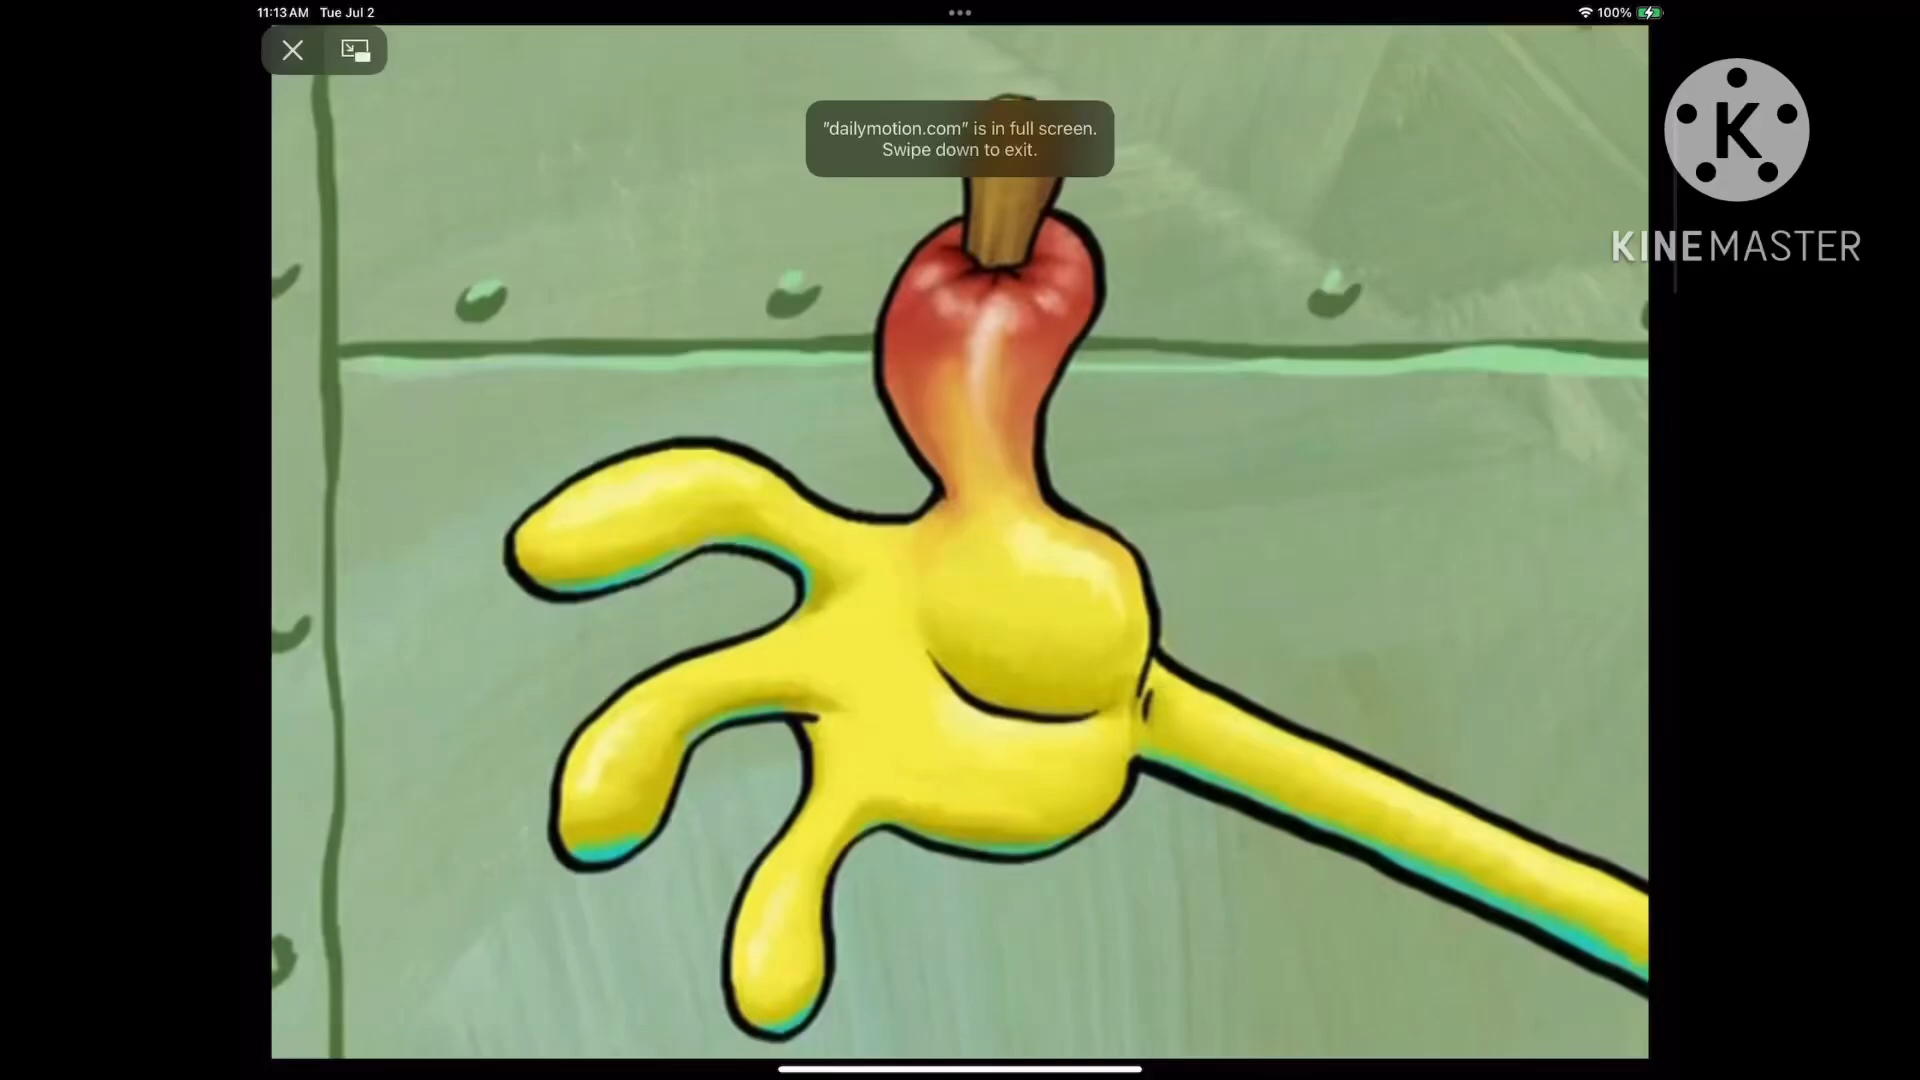 11:13 AM Tue Jul 2
100%
"dailymotion.com" is in full screen.
Swipe down to exit.
K
KINEMASTER